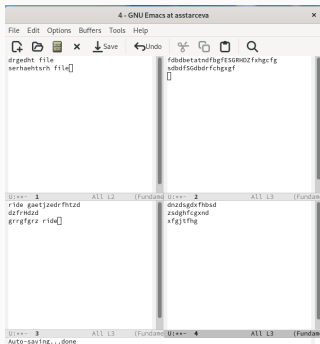 4 - GNU Emacs at asstarceva
File Edit Options Buffers Tools Help
Save Undo
drgedht file
serhaehtsrh file
fdbdbetatndfbgfESGRHDZfxhgcfg
sdbdfSGdbdrfchgxgf
U:**- 1 All L2 (Fundame
U:**- 2 All L3 (Fundam
ride gaetjzedrfhtzd
dzfrHdzd
grrgfgrz ride
dnzdsgdxfhbsd
zsdghfcgxnd
xfgjtfhg
U:**- 3 All L3 (Fundame
U:**- 4 All L3 (Fundam
Auto-saving...done